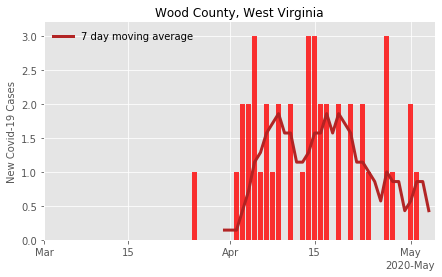 Wood County, West Virginia
7 day moving average
New Covid-19 Cases
3.0
2.5
2.0
1.5
1.0
0.5
0.0
Mar
15
Apr
15
May
2020-May